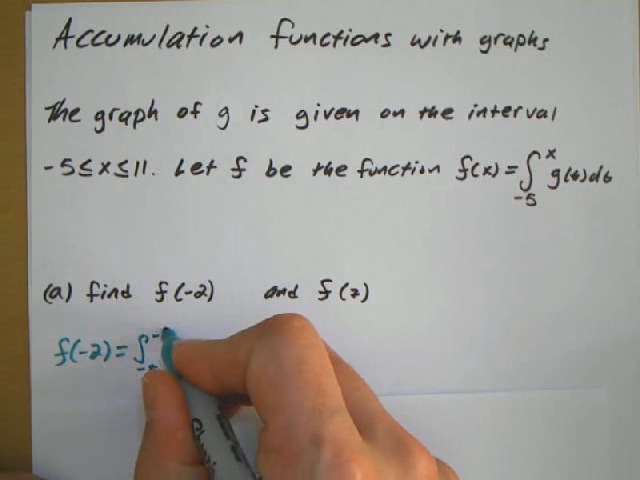 Accumulation functions with graphs
The graph of g is given on the interval
-5 ≤ x ≤ 11. Let f be the function f(x) = ∫_{-5}^{x} g(t)dt
(a) find f(-2) and f(7)
f(-2) = ∫